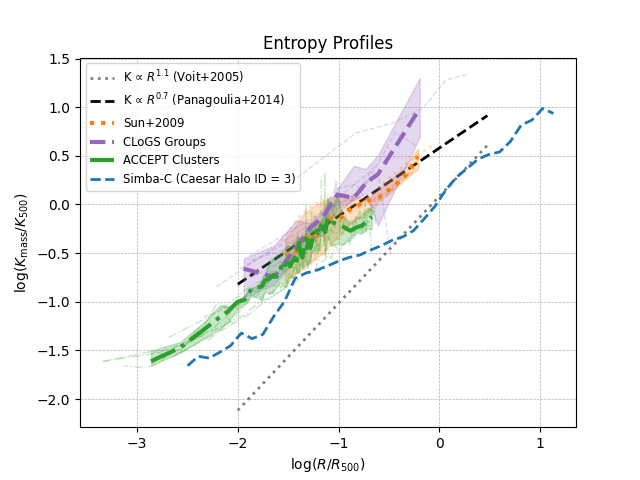 Entropy Profiles
1.5
1.0
0.5
0.0
−0.5
−1.0
−1.5
−2.0
log(K_mass/K_500)
K ∝ R^1.1 (Voit+2005)
K ∝ R^0.7 (Panagoulia+2014)
Sun+2009
CLoGS Groups
ACCEPT Clusters
Simba-C (Caesar Halo ID = 3)
−3 −2 −1 0 1
log(R/R_500)